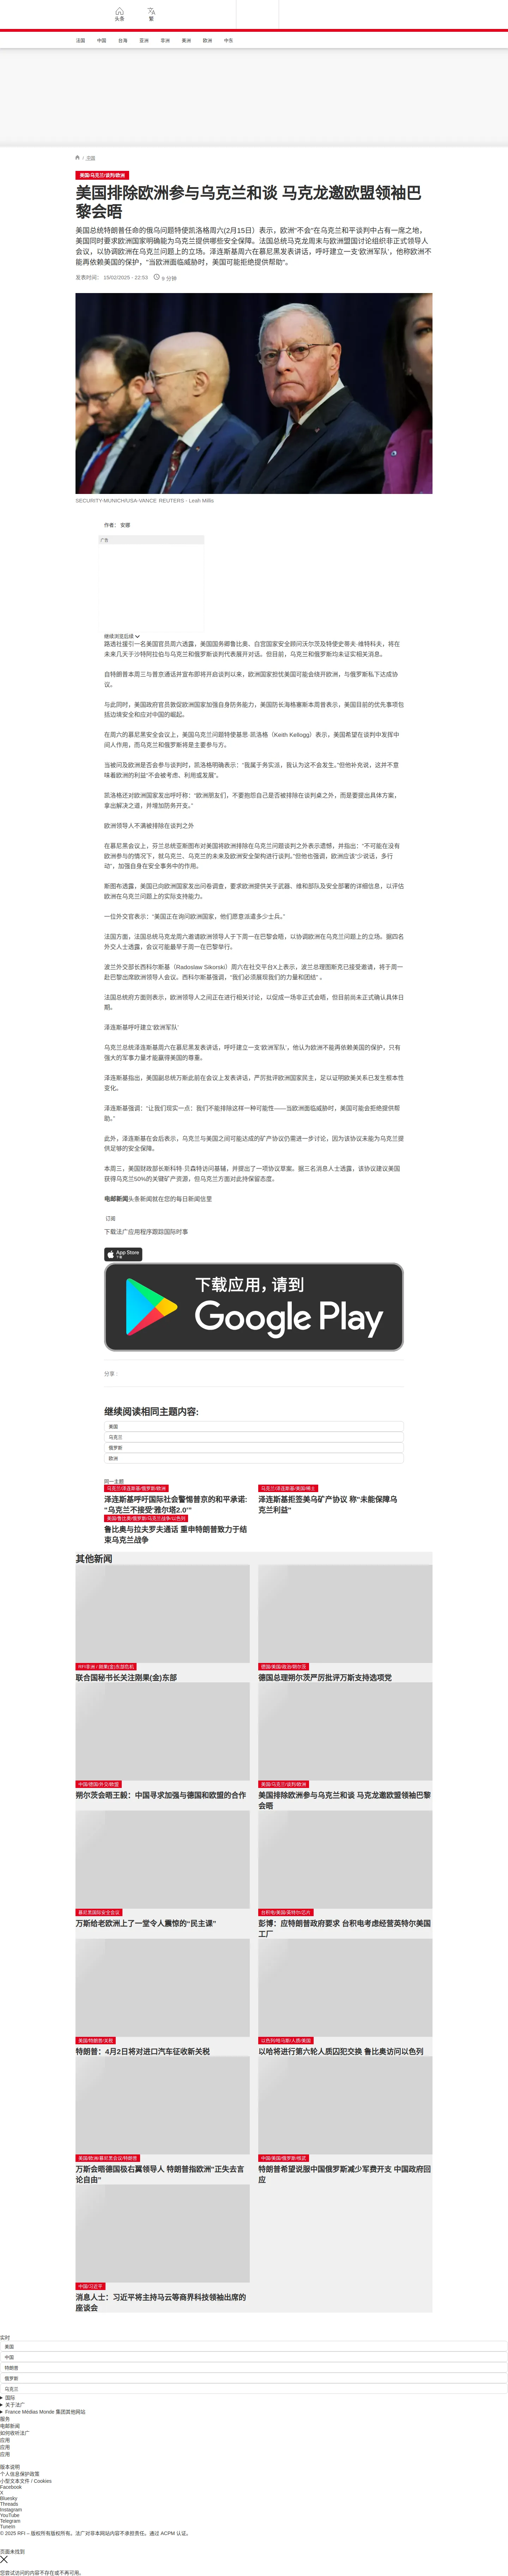 头条
繁
法国
中国
台海
亚洲
非洲
美洲
欧洲
中东
/ 中国
美国/乌克兰/谈判/欧洲
美国排除欧洲参与乌克兰和谈 马克龙邀欧盟领袖巴
黎会晤
美国总统特朗普任命的俄乌问题特使凯洛格周六(2月15日）表示，欧洲"不会"在乌克兰和平谈判中占有一席之地，
美国同时要求欧洲国家明确能为乌克兰提供哪些安全保障。法国总统马克龙周末与欧洲盟国讨论组织非正式领导人
会议，以协调欧洲在乌克兰问题上的立场。泽连斯基周六在慕尼黑发表讲话，呼吁建立一支‘欧洲军队’，他称欧洲不
能再依赖美国的保护，"当欧洲面临威胁时，美国可能拒绝提供帮助"。
发表时间： 15/02/2025 - 22:53
9 分钟
SECURITY-MUNICH/USA-VANCE REUTERS - Leah Millis
作者： 安娜
广告
继续浏览后续
路透社援引一名美国官员周六透露，美国国务卿鲁比奥、白宫国家安全顾问沃尔茨及特使史蒂夫·维特科夫，将在
未来几天于沙特阿拉伯与乌克兰和俄罗斯谈判代表展开对话。但目前，乌克兰和俄罗斯均未证实相关消息。
自特朗普本周三与普京通话并宣布即将开启谈判以来，欧洲国家担忧美国可能会绕开欧洲，与俄罗斯私下达成协
议。
与此同时，美国政府官员敦促欧洲国家加强自身防务能力，美国防长海格塞斯本周曾表示，美国目前的优先事项包
括边境安全和应对中国的崛起。
在周六的慕尼黑安全会议上，美国乌克兰问题特使基思·凯洛格（Keith Kellogg）表示，美国希望在谈判中发挥中
间人作用，而乌克兰和俄罗斯将是主要参与方。
当被问及欧洲是否会参与谈判时，凯洛格明确表示：“我属于务实派，我认为这不会发生。”但他补充说，这并不意
味着欧洲的利益“不会被考虑、利用或发展”。
凯洛格还对欧洲国家发出呼吁称：“欧洲朋友们，不要抱怨自己是否被排除在谈判桌之外，而是要提出具体方案，
拿出解决之道，并增加防务开支。”
欧洲领导人不满被排除在谈判之外
在慕尼黑会议上，芬兰总统亚斯图布对美国将欧洲排除在乌克兰问题谈判之外表示遗憾，并指出：“不可能在没有
欧洲参与的情况下，就乌克兰、乌克兰的未来及欧洲安全架构进行谈判。”但他也强调，欧洲应该“少说话，多行
动”，加强自身在安全事务中的作用。
斯图布透露，美国已向欧洲国家发出问卷调查，要求欧洲提供关于武器、维和部队及安全部署的详细信息，以评估
欧洲在乌克兰问题上的实际支持能力。
一位外交官表示：“美国正在询问欧洲国家，他们愿意派遣多少士兵。”
法国方面，法国总统马克龙周六邀请欧洲领导人于下周一在巴黎会晤，以协调欧洲在乌克兰问题上的立场。据四名
外交人士透露，会议可能最早于周一在巴黎举行。
波兰外交部长西科尔斯基（Radoslaw Sikorski）周六在社交平台X上表示，波兰总理图斯克已接受邀请，将于周一
赴巴黎出席欧洲领导人会议。西科尔斯基强调，“我们必须展现我们的力量和团结” 。
法国总统府方面则表示，欧洲领导人之间正在进行相关讨论，以促成一场非正式会晤，但目前尚未正式确认具体日
期。
泽连斯基呼吁建立‘欧洲军队’
乌克兰总统泽连斯基周六在慕尼黑发表讲话，呼吁建立一支‘欧洲军队’，他认为欧洲不能再依赖美国的保护，只有
强大的军事力量才能赢得美国的尊重。
泽连斯基指出，美国副总统万斯此前在会议上发表讲话，严厉批评欧洲国家民主，足以证明欧美关系已发生根本性
变化。
泽连斯基强调：“让我们现实一点：我们不能排除这样一种可能性——当欧洲面临威胁时，美国可能会拒绝提供帮
助。”
此外，泽连斯基在会后表示，乌克兰与美国之间可能达成的矿产协议仍需进一步讨论，因为该协议未能为乌克兰提
供足够的安全保障。
本周三，美国财政部长斯科特·贝森特访问基辅，并提出了一项协议草案。据三名消息人士透露，该协议建议美国
获得乌克兰50%的关键矿产资源，但乌克兰方面对此持保留态度。
电邮新闻头条新闻就在您的每日新闻信里
订阅
下载法广应用程序跟踪国际时事
App Store
下载
下载应用，请到
Google Play
分享 :
继续阅读相同主题内容:
美国
乌克兰
俄罗斯
欧洲
同一主题
乌克兰/泽连斯基/俄罗斯/欧洲
泽连斯基呼吁国际社会警惕普京的和平承诺:
"乌克兰不接受'雅尔塔2.0'"
乌克兰/泽连斯基/美国/稀土
泽连斯基拒签美乌矿产协议 称"未能保障乌
克兰利益"
美国/鲁比奥/俄罗斯/乌克兰战争/以色列
鲁比奥与拉夫罗夫通话 重申特朗普致力于结
束乌克兰战争
其他新闻
RFI非洲 / 刚果(金)东部危机
联合国秘书长关注刚果(金)东部
德国/美国/政治/朔尔茨
德国总理朔尔茨严厉批评万斯支持选项党
中国/德国/外交/欧盟
朔尔茨会晤王毅：中国寻求加强与德国和欧盟的合作
美国/乌克兰/谈判/欧洲
美国排除欧洲参与乌克兰和谈 马克龙邀欧盟领袖巴黎
会晤
慕尼黑国际安全会议
万斯给老欧洲上了一堂令人震惊的“民主课”
台积电/美国/英特尔/芯片
彭博：应特朗普政府要求 台积电考虑经营英特尔美国
工厂
美国/特朗普/关税
特朗普：4月2日将对进口汽车征收新关税
以色列/哈马斯/人质/美国
以哈将进行第六轮人质囚犯交换 鲁比奥访问以色列
美国/欧洲/慕尼黑会议/特朗普
万斯会晤德国极右翼领导人 特朗普指欧洲"正失去言
论自由"
中国/美国/俄罗斯/核武
特朗普希望说服中国俄罗斯减少军费开支 中国政府回
应
中国/习近平
消息人士：习近平将主持马云等商界科技领袖出席的
座谈会
实时
美国
中国
特朗普
俄罗斯
乌克兰
国际
关于法广
France Médias Monde 集团其他网站
服务
电邮新闻
如何收听法广
应用
应用
应用
版本说明
个人信息保护政策
小型文本文件 / Cookies
Facebook
X
Bluesky
Threads
Instagram
YouTube
Telegram
TuneIn
© 2025 RFI – 版权所有版权所有。法广对非本网站内容不承担责任。通过 ACPM 认证。
页面未找到
您尝试访问的内容不存在或不再可用。